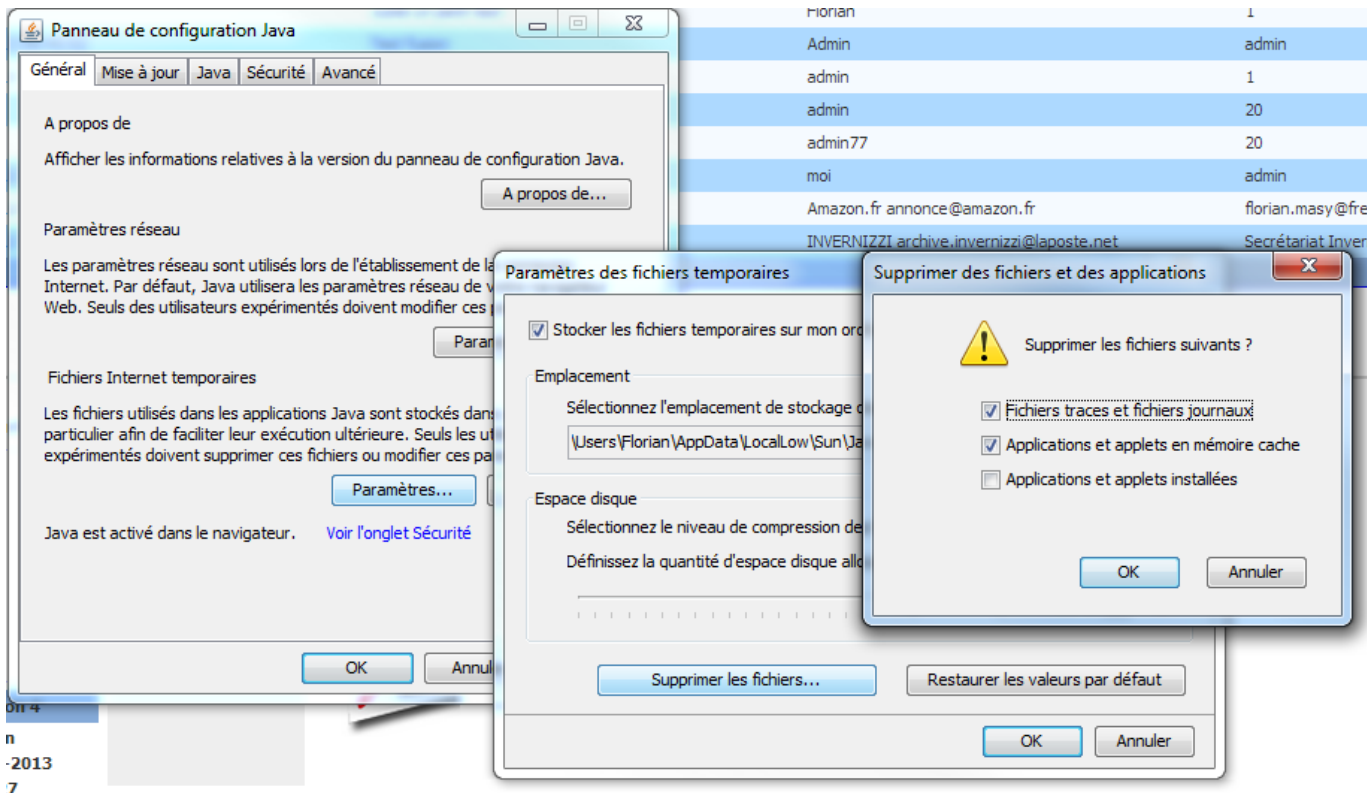 Panneau de configuration Java
Général Mise à jour Java Sécurité Avancé
A propos de
Afficher les informations relatives à la version du panneau de configuration Java.
A propos de...
Paramètres réseau
Les paramètres réseau sont utilisés lors de l'établissement de la
Internet. Par défaut, Java utilisera les paramètres réseau de
Web. Seuls des utilisateurs expérimentés doivent modifier ces
Fichiers Internet temporaires
Les fichiers utilisés dans les applications Java sont stockés dans
particulier afin de faciliter leur exécution ultérieure. Seuls les
expérimentés doivent supprimer ces fichiers ou modifier ces
Paramètres...
Java est activé dans le navigateur. Voir l'onglet Sécurité
OK
Florian 1
Admin admin
admin 1
admin 20
admin77 20
moi admin
Amazon.fr annonce@amazon.fr florian.masy@fre
INVERNIZZI archive.invernizzi@laposte.net Secrétariat Inver
Paramètres des fichiers temporaires
Stocker les fichiers temporaires sur mon
Emplacement
Sélectionnez l'emplacement de stockage
\Users\Florian\AppData\LocalLow\Sun\Ja
Espace disque
Sélectionnez le niveau de compression
Définissez la quantité d'espace disque
Supprimer les fichiers... Restaurer les valeurs par défaut
OK Annuler
Supprimer des fichiers et des applications
Supprimer les fichiers suivants ?
Fichiers traces et fichiers journaux
Applications et applets en mémoire cache
Applications et applets installées
OK Annuler
on 4
n
-2013